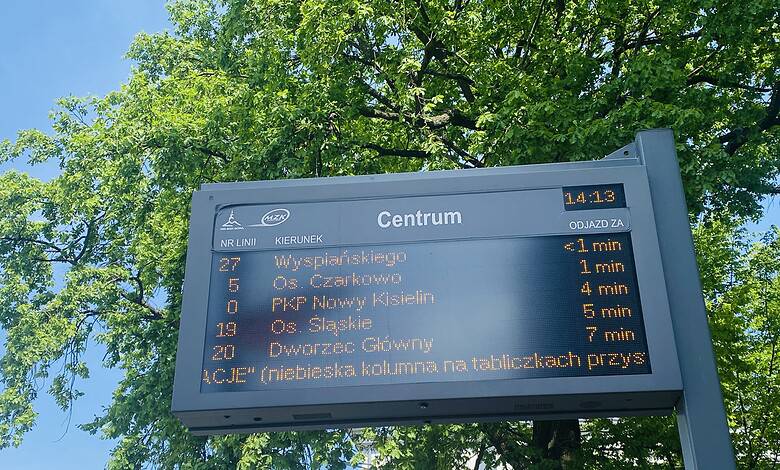 MZK
Centrum
14:13
NR LINII KIERUNEK ODJAZD ZA
27 Wyspiańskiego <1 min
5 Os. Czarkowo 1 min
0 PKP Nowy Kisielin 4 min
19 Os. Śląskie 5 min
20 Dworzec Główny 7 min
ACJE" (niebieska kolumna na tabliczkach przys